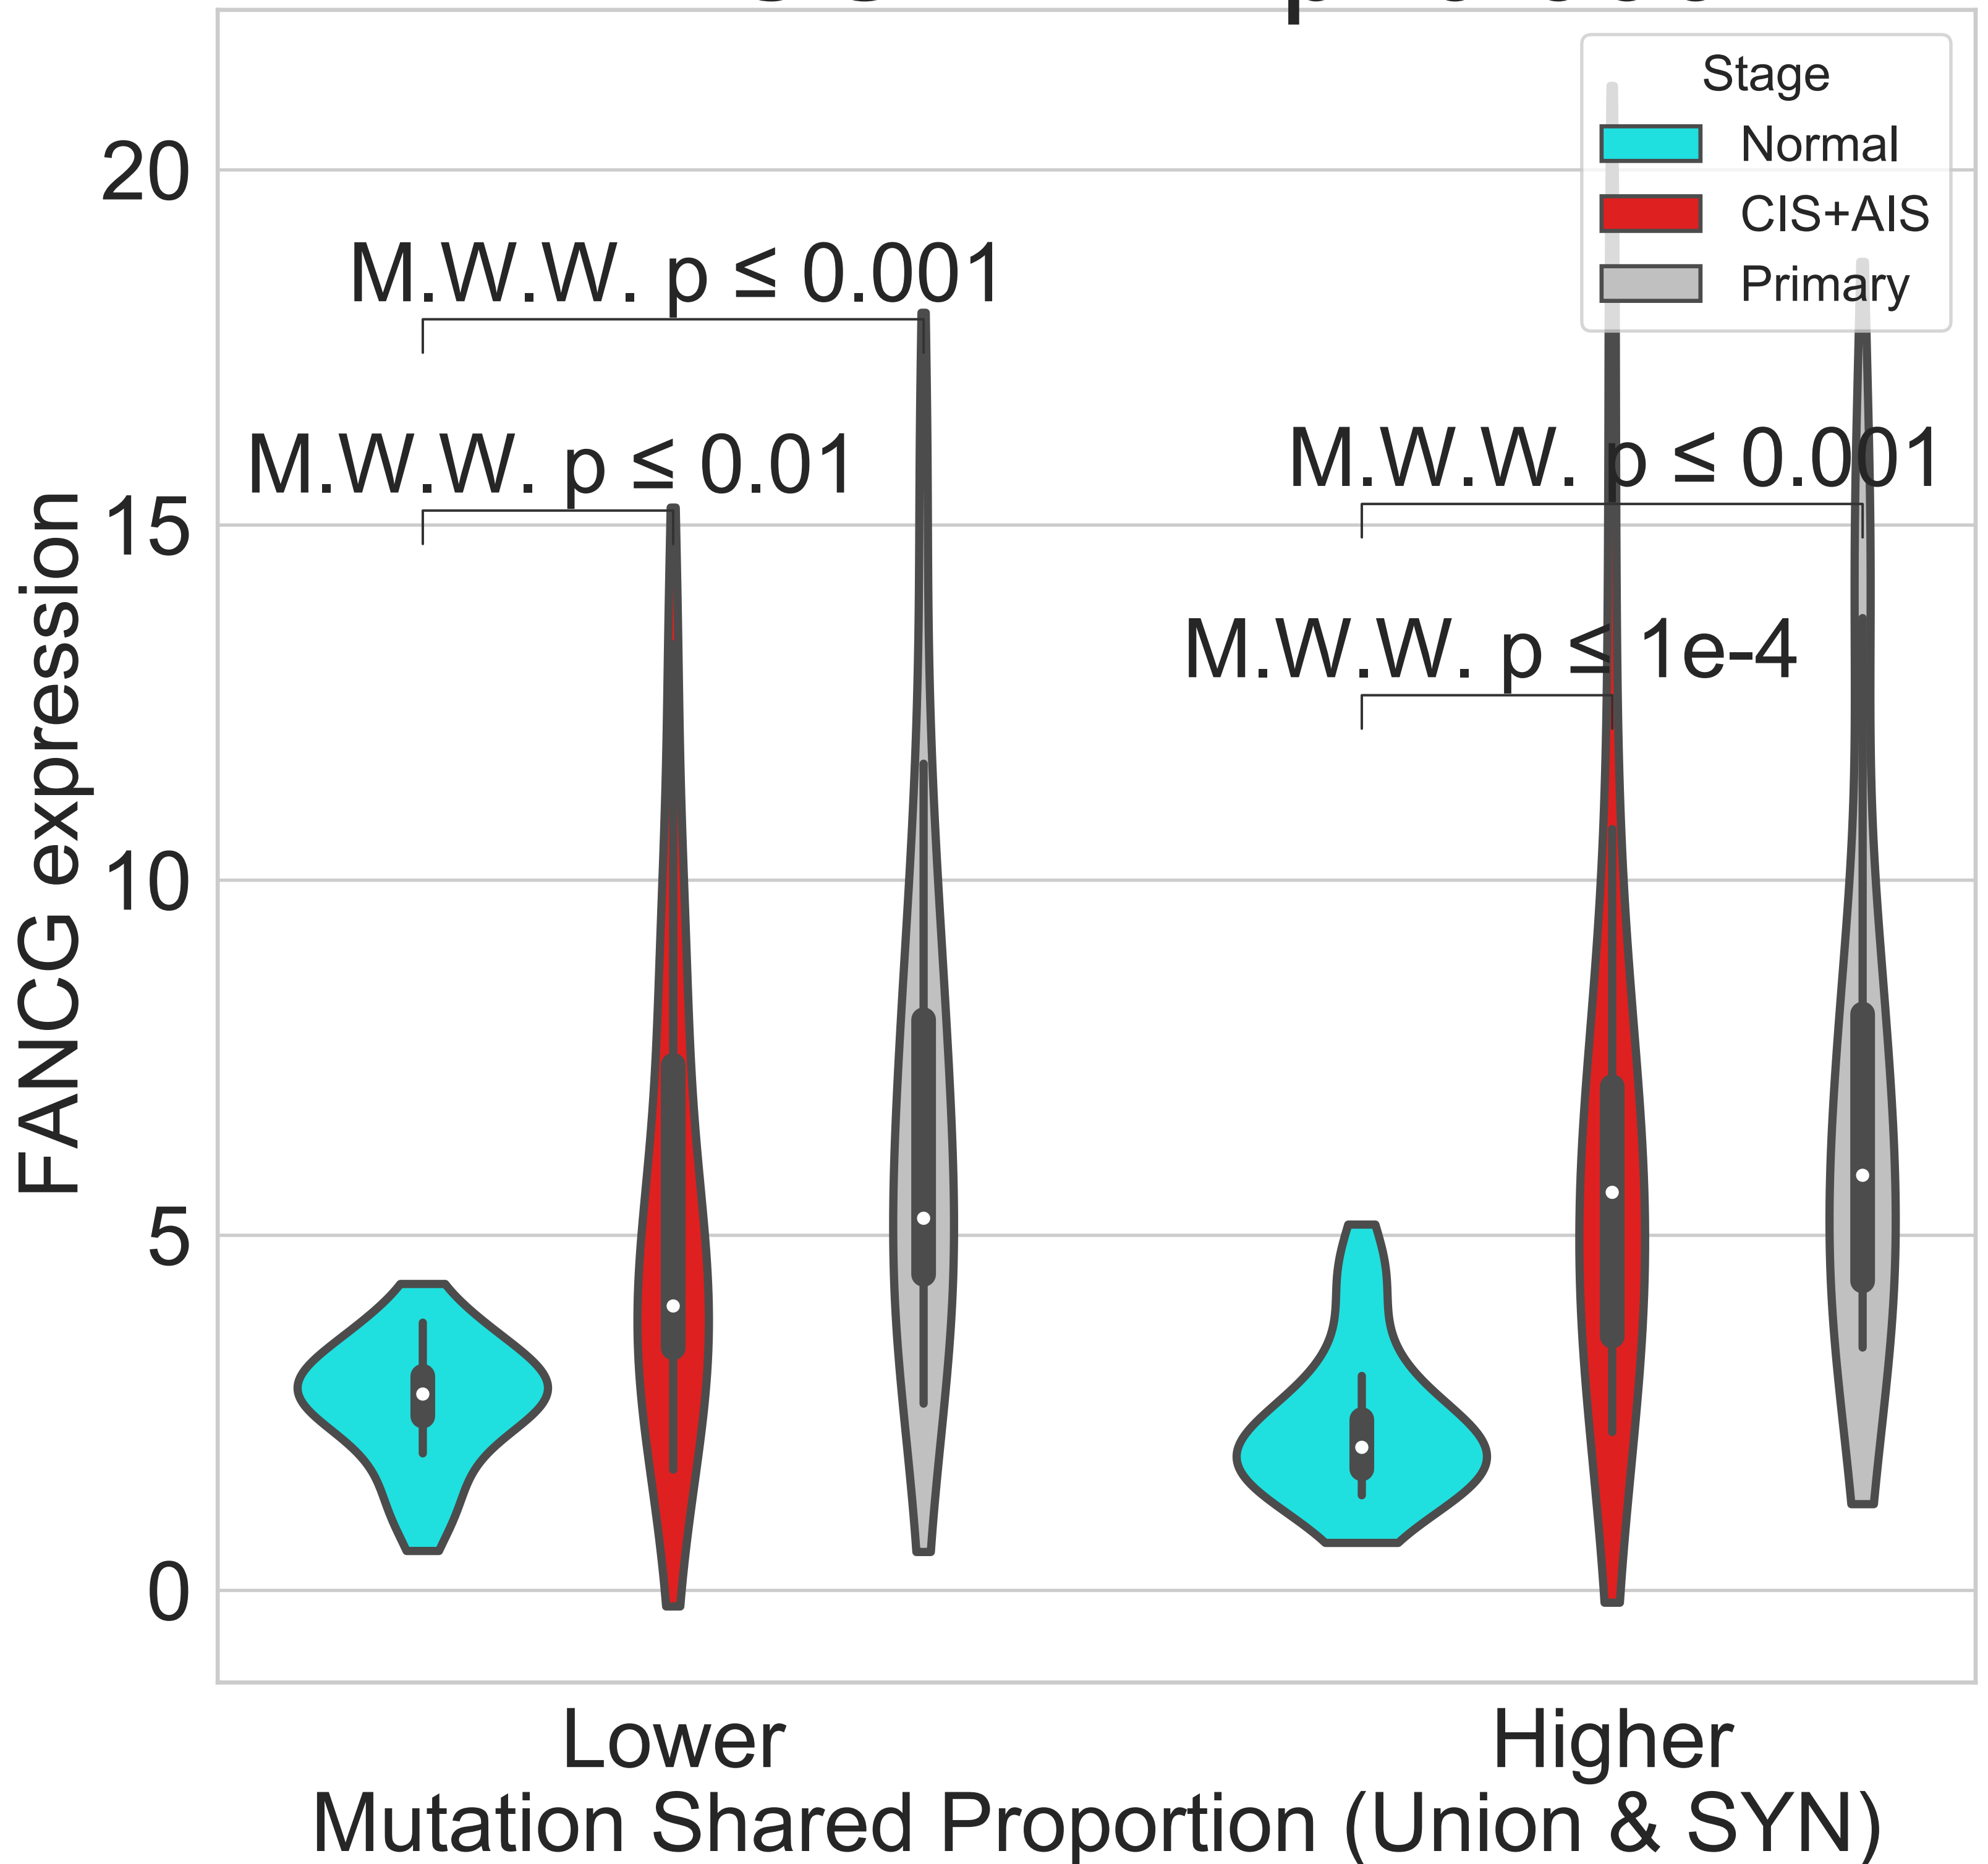 Stage
Normal
CIS+AIS
Primary
20
15
10
5
0
FANCG expression
M.W.W. p ≤ 0.001
M.W.W. p ≤ 0.01
M.W.W. p ≤ 0.001
M.W.W. p ≤ 1e-4
Lower
Higher
Mutation Shared Proportion (Union & SYN)